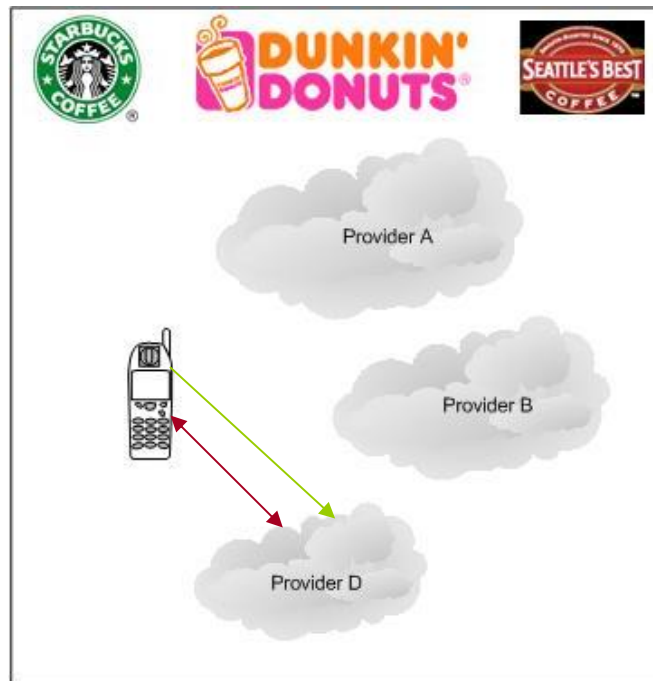 STARBUCKS
COFFEE
®
DUNKIN'
DONUTS®
SEATTLE'S BEST
COFFEE
Provider A
Provider B
Provider D